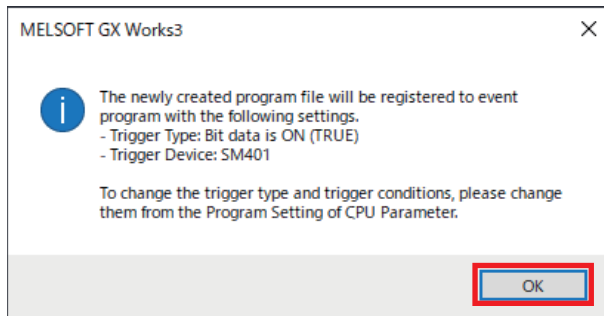 MELSOFT GX Works3
The newly created program file will be registered to event
program with the following settings.
- Trigger Type: Bit data is ON (TRUE)
- Trigger Device: SM401
To change the trigger type and trigger conditions, please change
them from the Program Setting of CPU Parameter.
OK